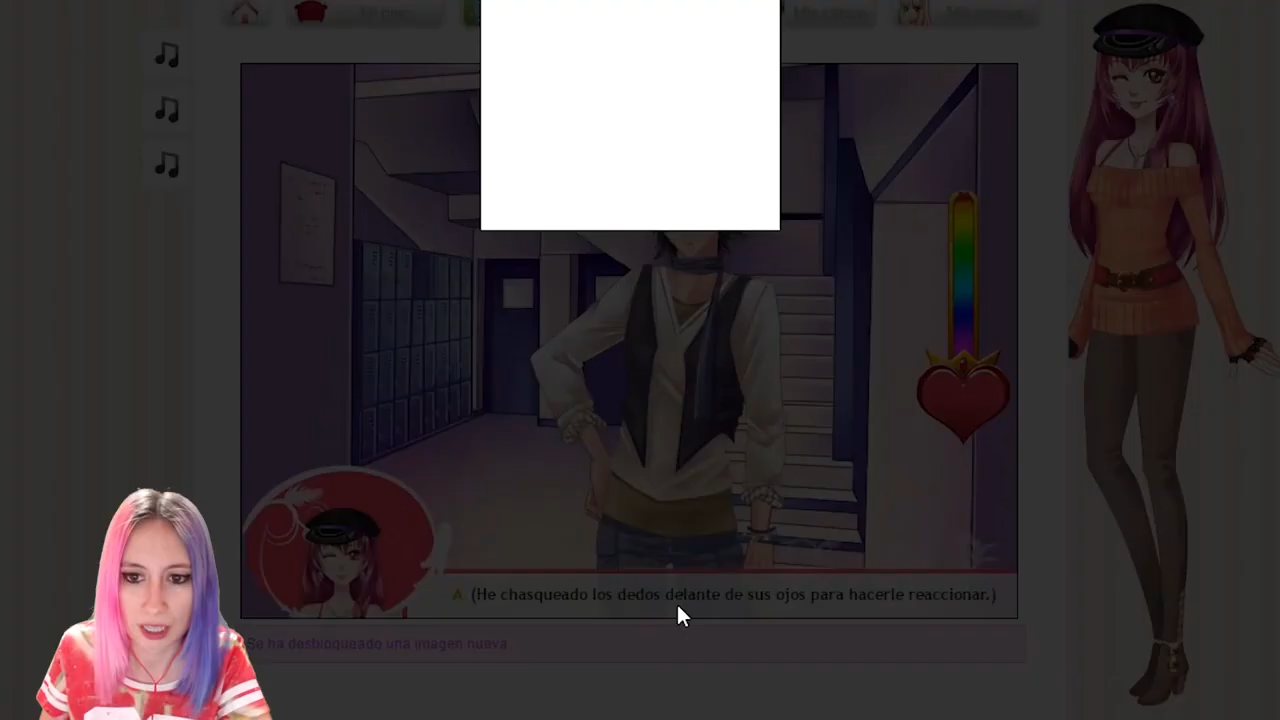 (He chasqueado los dedos delante de sus ojos para hacerle reaccionar.)
Se ha desbloqueado una imagen nueva